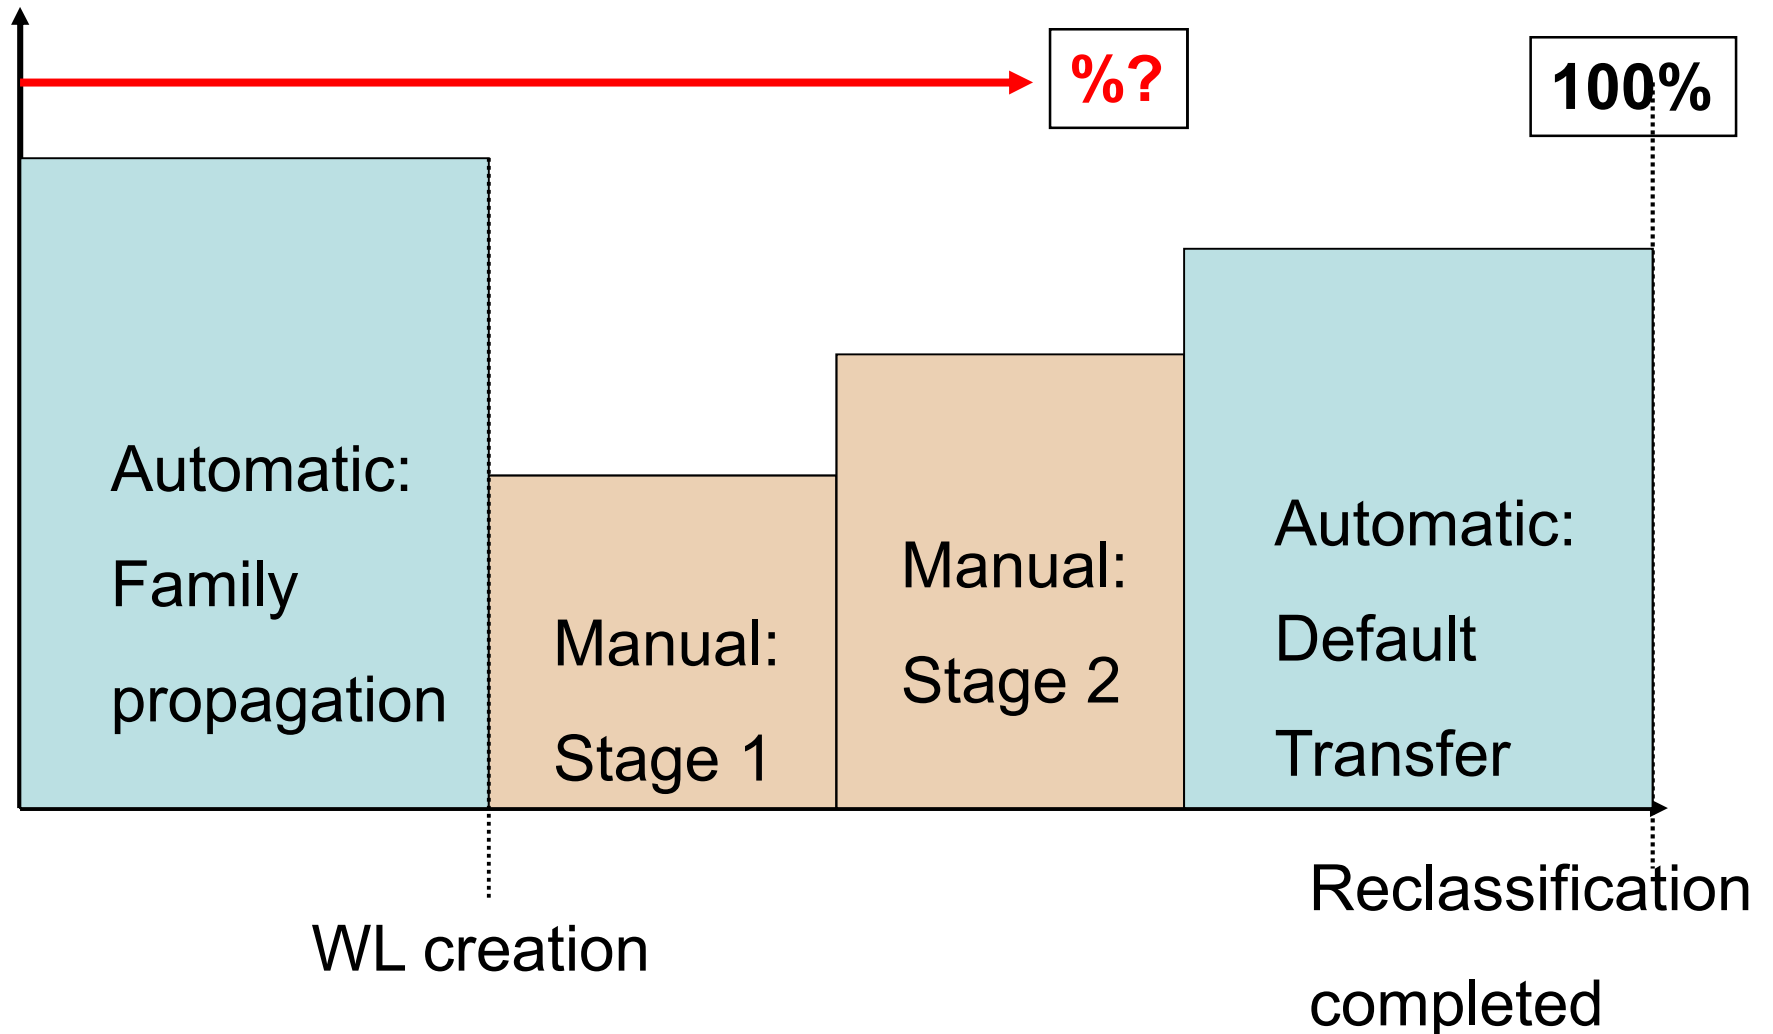 %?
100%
Automatic:
Family
propagation
Manual:
Stage 1
Manual:
Stage 2
Automatic:
Default
Transfer
WL creation
Reclassification
completed